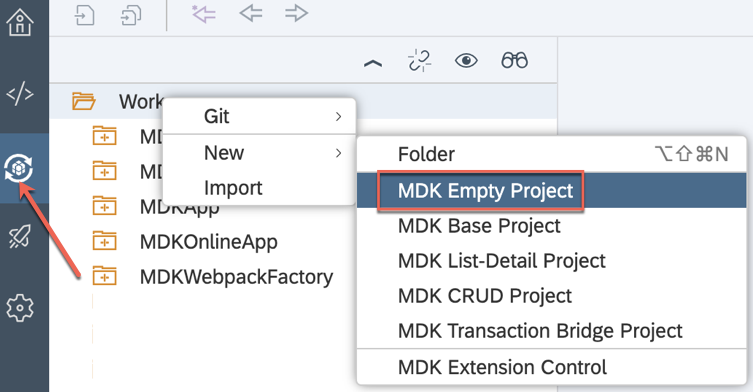 Work
Git
MD
New
Folder ⌥⇧⌘N
MD
Import
MDK Empty Project
MDKApp
MDK Base Project
MDKOnlineApp
MDK List-Detail Project
MDKWebpackFactory
MDK CRUD Project
MDK Transaction Bridge Project
MDK Extension Control